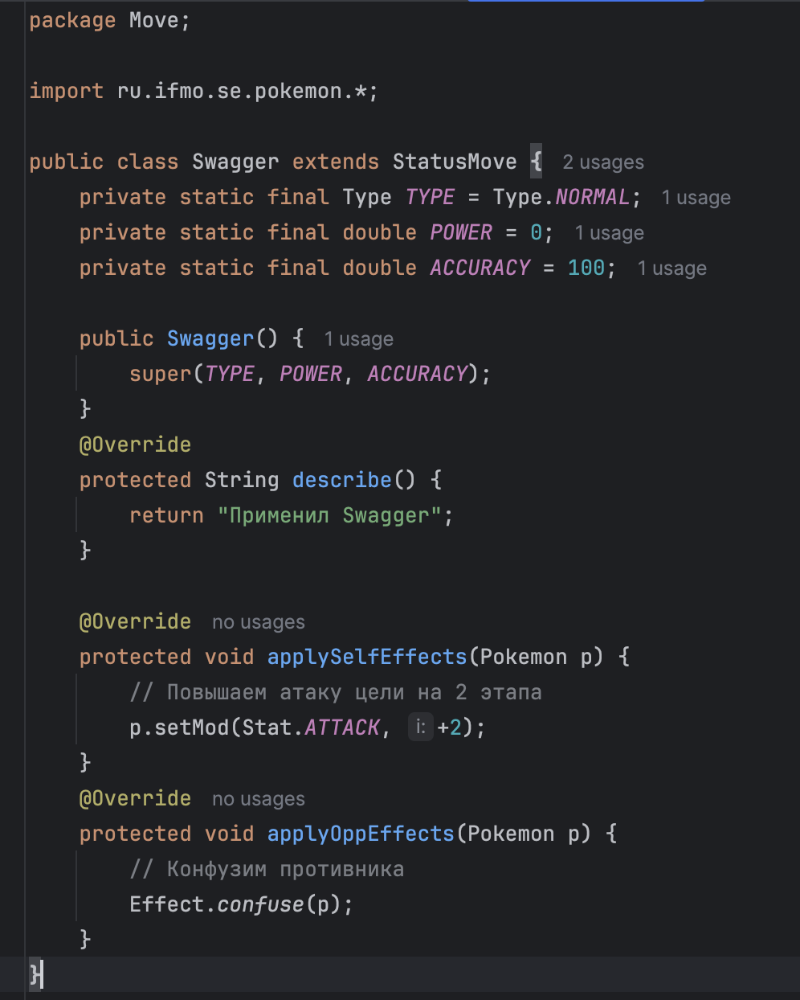 package Move;
import ru.ifmo.se.pokemon.*;
public class Swagger extends StatusMove { 2 usages
private static final Type TYPE = Type.NORMAL; 1 usage
private static final double POWER = 0; 1 usage
private static final double ACCURACY = 100; 1 usage
public Swagger() { 1 usage
super(TYPE, POWER, ACCURACY);
}
@Override
protected String describe() {
return "Применил Swagger";
}
@Override no usages
protected void applySelfEffects(Pokemon p) {
// Повышаем атаку цели на 2 этапа
p.setMod(Stat.ATTACK, i: +2);
}
@Override no usages
protected void applyOppEffects(Pokemon p) {
// Конфузим противника
Effect.confuse(p);
}
}